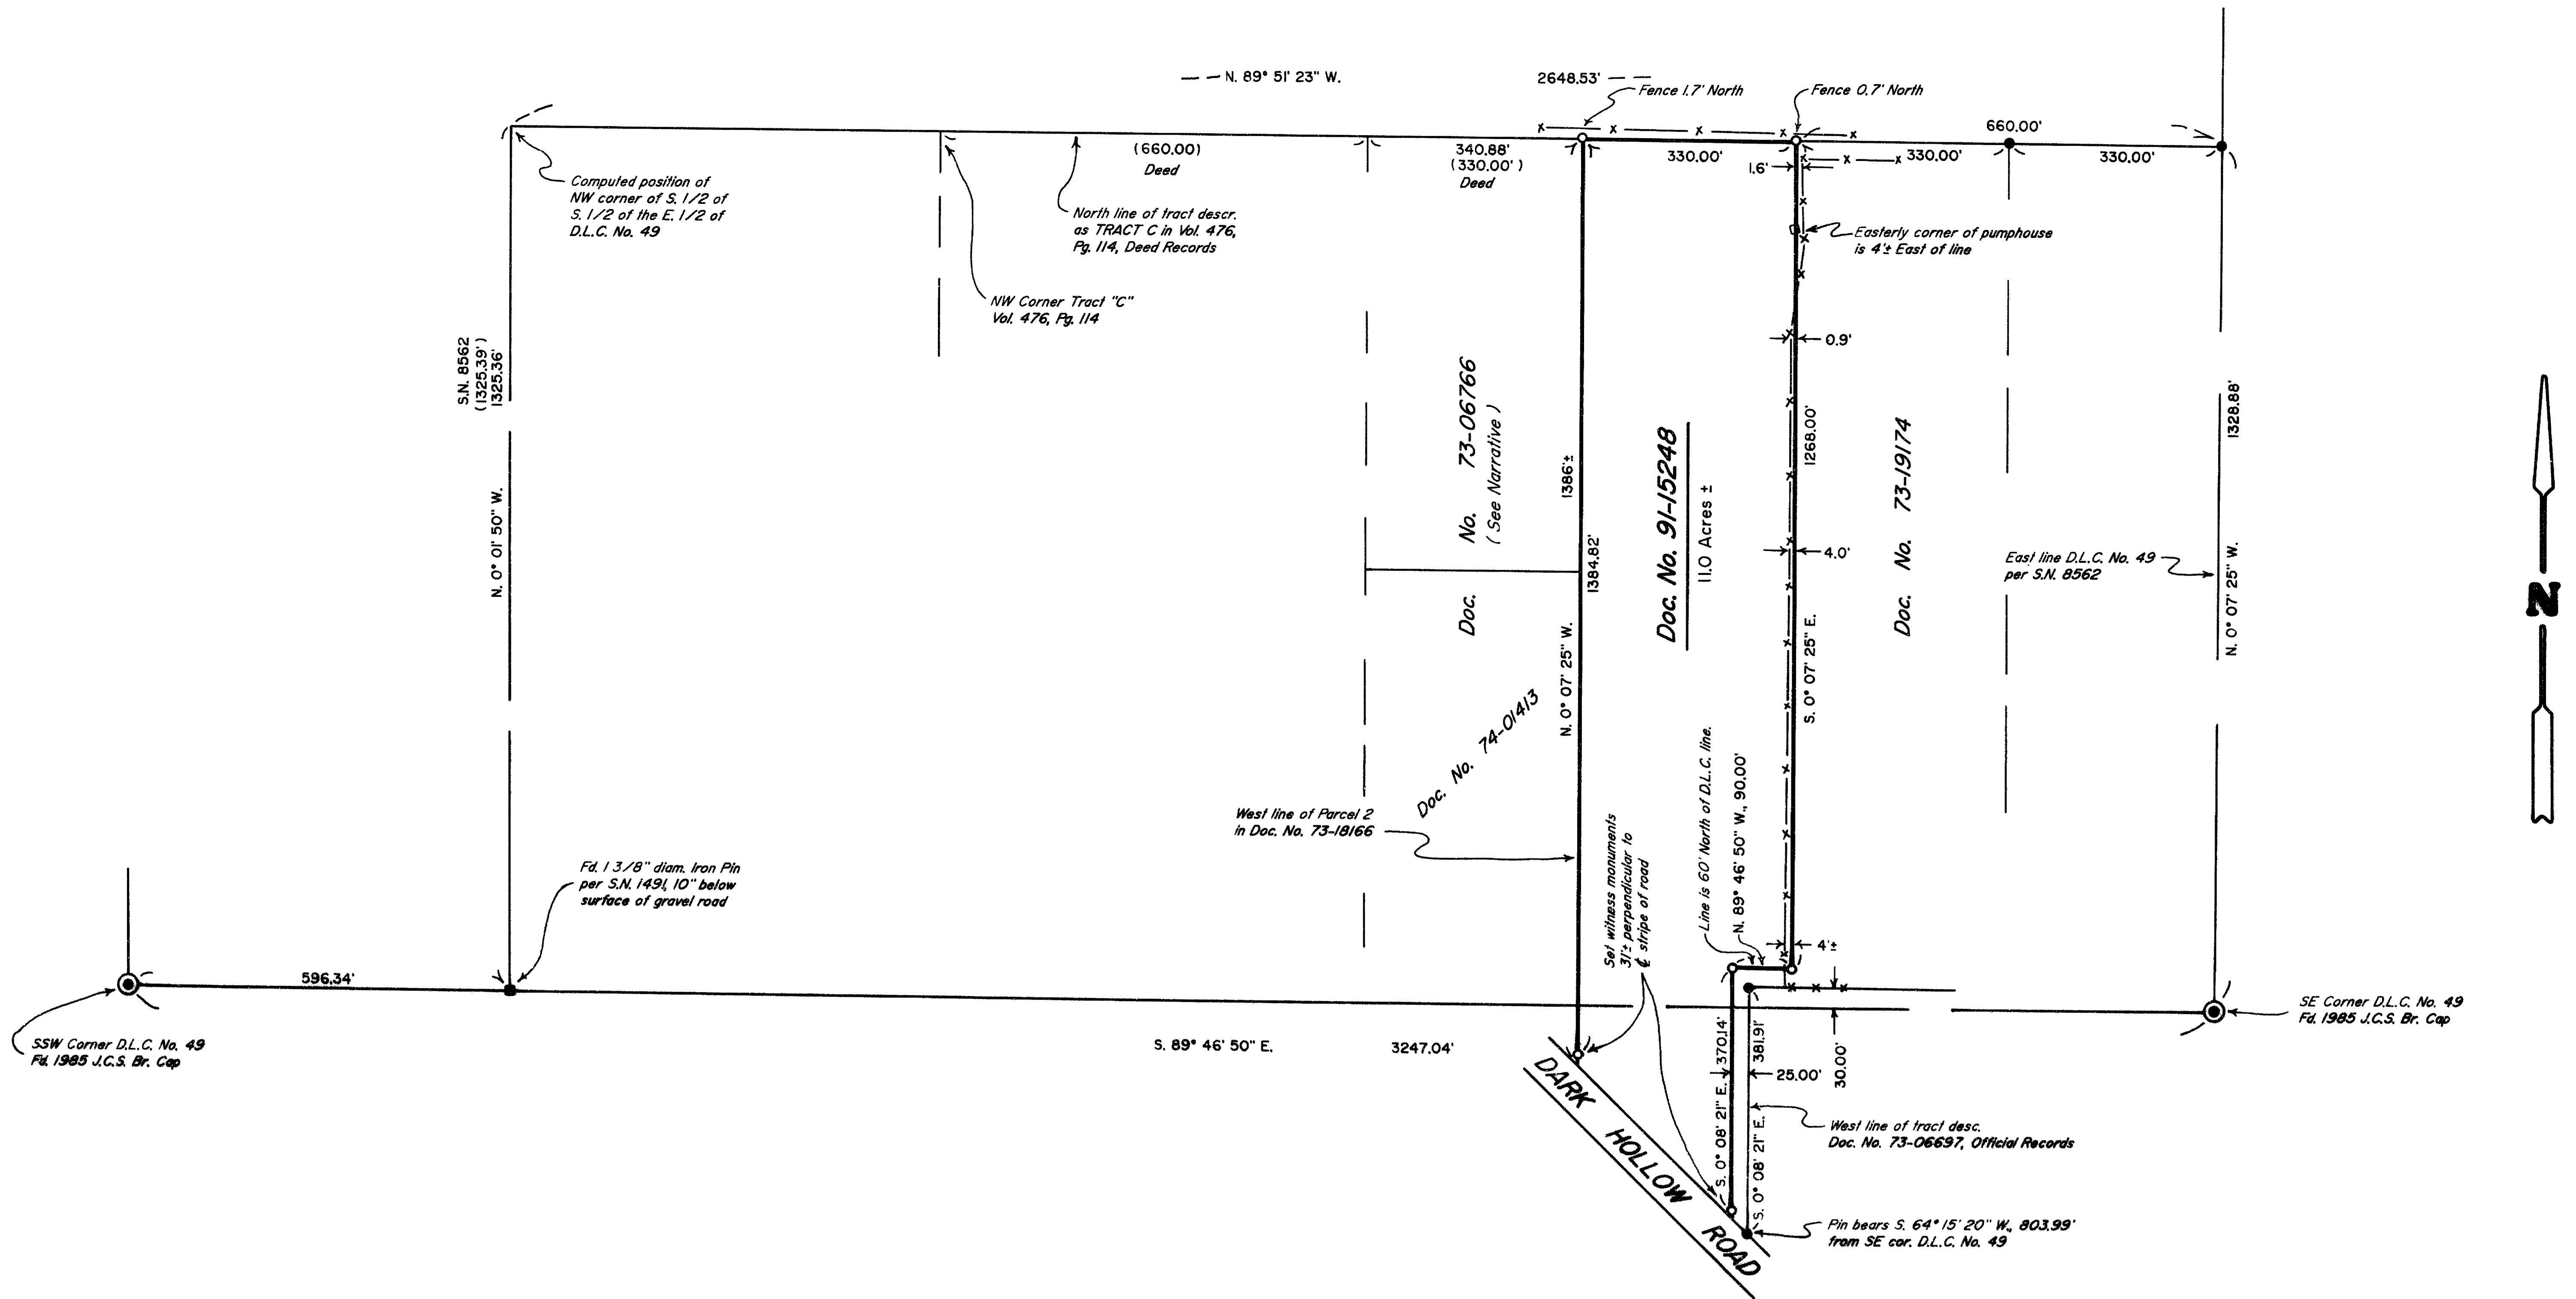 N. 89° 51' 23" W.
2648.53'
Fence 1.7' North
Fence 0.7' North
660.00'
(660.00)
Deed
340.88'
(330.00')
Deed
330.00'
330.00'
330.00'
1.6'
Computed position of
NW corner of S. 1/2 of
S. 1/2 of the E. 1/2 of
D.L.C. No. 49
North line of tract descr.
as TRACT C in Vol. 476,
Pg. 114, Deed Records
Easterly corner of pumphouse
is 4'± East of line
NW Corner Tract "C"
Vol. 476, Pg. 114
S.N. 8562
(1325.39')
1325.36'
N. 0° 01' 50" W.
Doc. No. 73-06766
(See Narrative)
1386'±
1384.82'
N. 0° 07' 25" W.
Doc. No. 91-15248
11.0 Acres ±
0.9'
1268.00'
4.0'
S. 0° 07' 25" E.
Doc. No. 73-19174
1328.88'
East line D.L.C. No. 49
per S.N. 8562
N. 0° 07' 25" W.
N
Doc. No. 74-01413
West line of Parcel 2
in Doc. No. 73-18166
Set witness monuments
31'± perpendicular to
℄ stripe of road
Line is 60' North of D.L.C. line.
N. 89° 46' 50" W., 90.00'
4'±
Fd. 1 3/8" diam. Iron Pin
per S.N. 1491, 10" below
surface of gravel road
596.34'
SSW Corner D.L.C. No. 49
Fd. 1985 J.C.S. Br. Cap
S. 89° 46' 50" E.
3247.04'
SE Corner D.L.C. No. 49
Fd. 1985 J.C.S. Br. Cap
S. 0° 08' 21" E. 370.14'
S. 0° 08' 21" E. 381.91'
25.00'
30.00'
DARK HOLLOW ROAD
West line of tract desc.
Doc. No. 73-06697, Official Records
Pin bears S. 64° 15' 20" W., 803.99'
from SE cor. D.L.C. No. 49